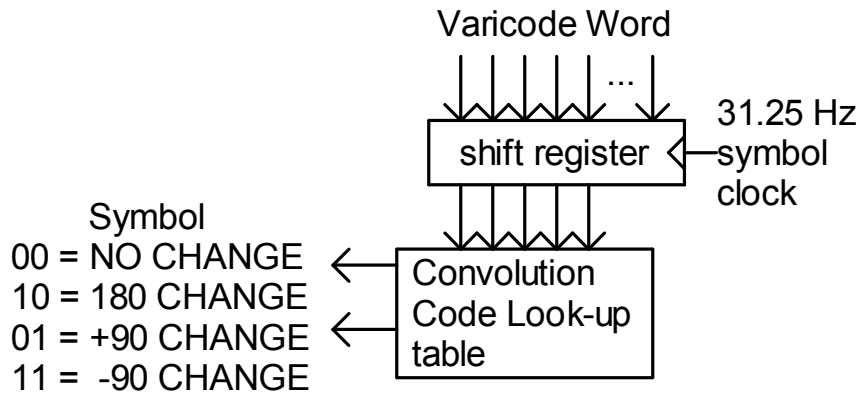 Varicode Word
...
31.25 Hz
symbol
clock
shift register
Symbol
00 = NO CHANGE
10 = 180 CHANGE
01 = +90 CHANGE
11 = -90 CHANGE
Convolution
Code Look-up
table